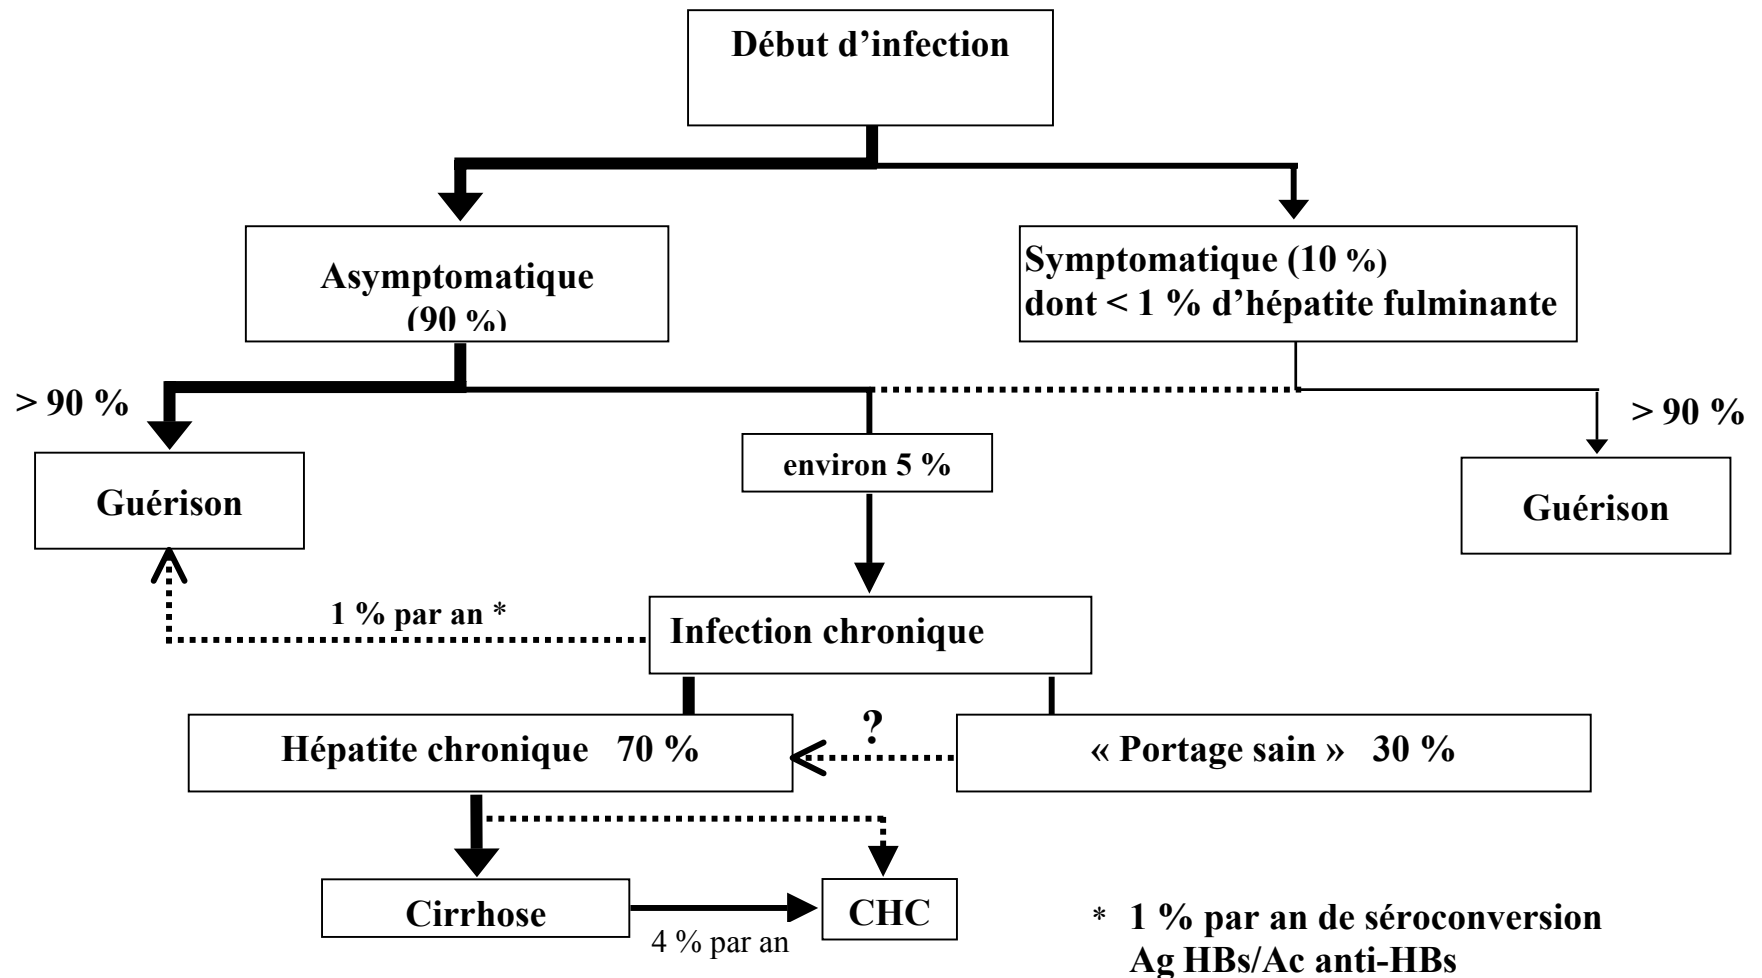 Début d’infection
Asymptomatique
(90 %)
Symptomatique (10 %)
dont < 1 % d’hépatite fulminante
> 90 %
> 90 %
environ 5 %
Guérison
Guérison
1 % par an *
Infection chronique
Hépatite chronique 70 %
?
« Portage sain » 30 %
Cirrhose
4 % par an
CHC
* 1 % par an de séroconversion
Ag HBs/Ac anti-HBs